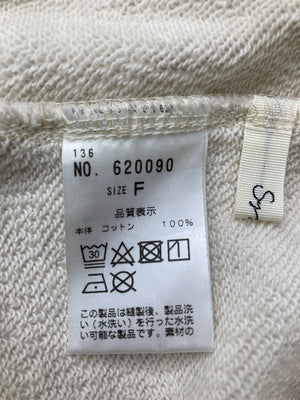 136
NO. 620090
SIZE F
品質表示
本体 コットン 100%
30
この製品は縫製後、製品洗
い（水洗い）を行った水洗
い可能な製品です。素材の